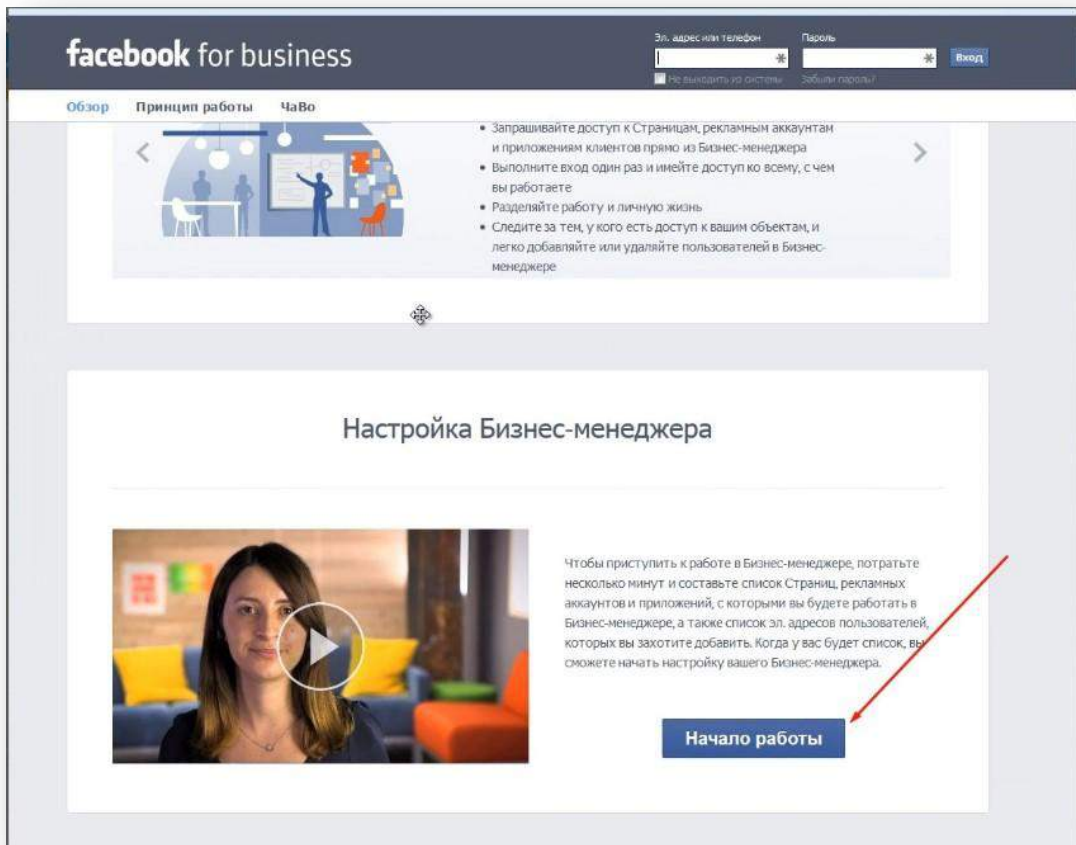 facebook for business
Эл. адрес или телефон
Пароль
Вход
Не выходить из системы
Забыли пароль?
Обзор Принцип работы ЧаВо
Запрашивайте доступ к Страницам, рекламным аккаунтам
и приложениям клиентов прямо из Бизнес-менеджера
Выполните вход один раз и имейте доступ ко всему, с чем
вы работаете
Разделяйте работу и личную жизнь
Следите за тем, у кого есть доступ к вашим объектам, и
легко добавляйте или удаляйте пользователей в Бизнес-
менеджере
Настройка Бизнес-менеджера
Чтобы приступить к работе в Бизнес-менеджере, потратьте
несколько минут и составьте список Страниц, рекламных
аккаунтов и приложений, с которыми вы будете работать в
Бизнес-менеджере, а также список эл. адресов пользователей,
которых вы захотите добавить. Когда у вас будет список, вы
сможете начать настройку вашего Бизнес-менеджера.
Начало работы